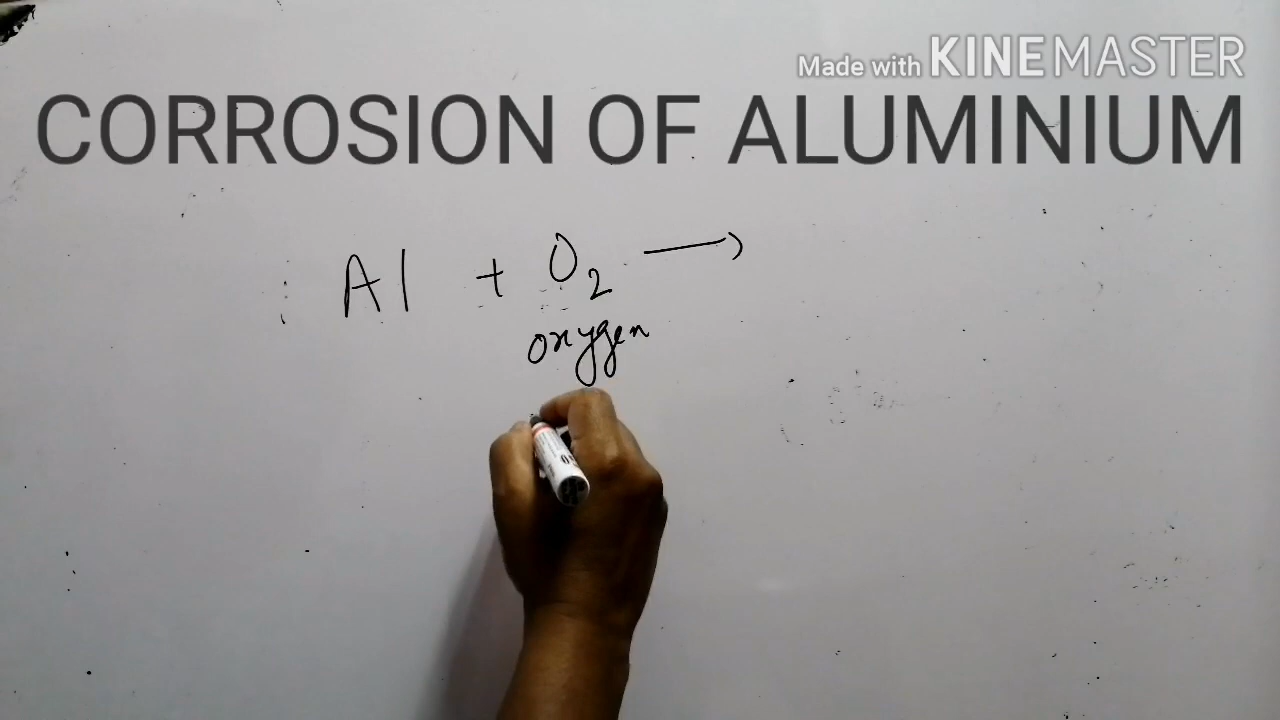 Made with KINEMASTER
CORROSION OF ALUMINIUM
Al + O₂ →
oxygen